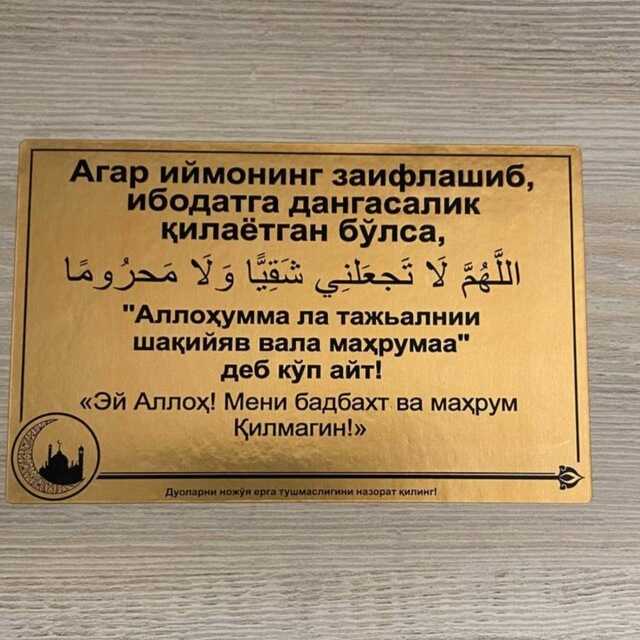 Агар иймонинг заифлашиб,
ибодатга дангасалик
қилаётган бўлса,
اللَّهُمَّ لَا تَجعَلنِي شَقِيًّا وَلَا مَحرُومًا
"Аллоҳумма ла тажьалнии
шақийяв вала маҳрумаа"
деб кўп айт!
«Эй Аллоҳ! Мени бадбахт ва маҳрум
Қилмагин!»
Дуоларни ножўя ерга тушмаслигини назорат қилинг!